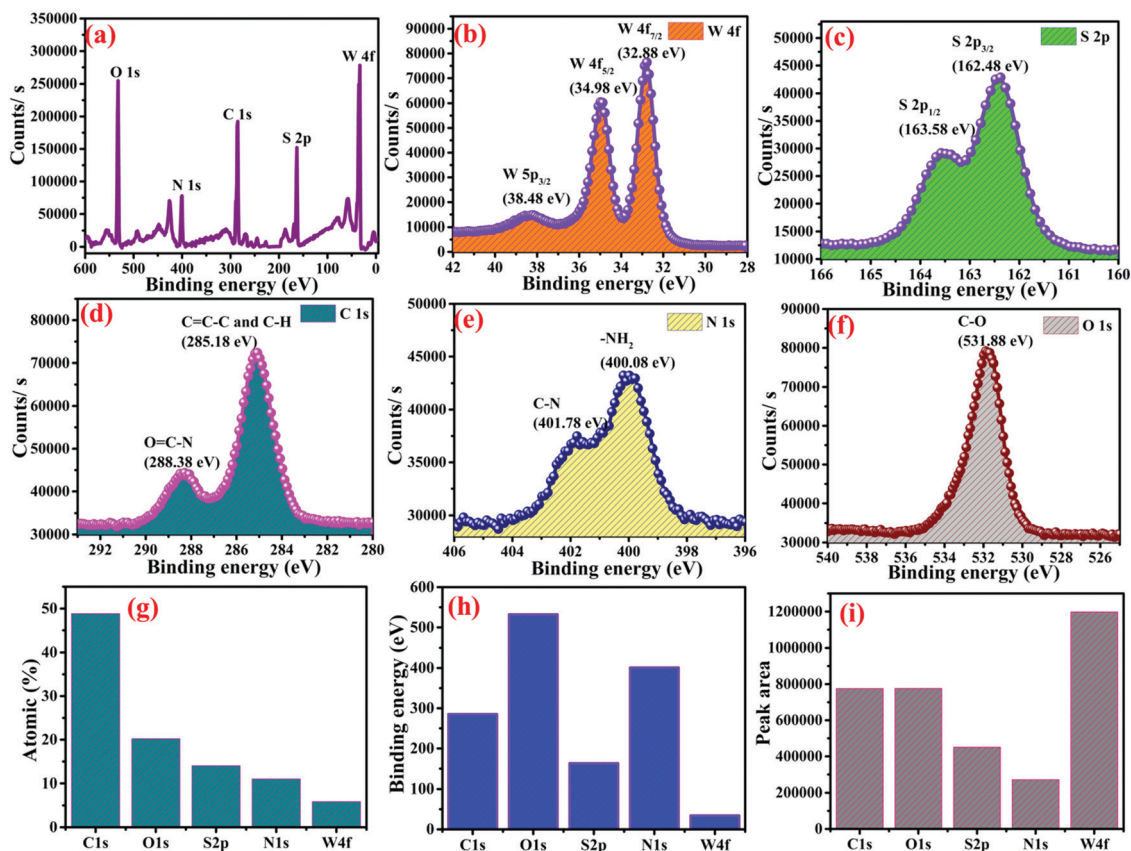 (a)
O 1s
N 1s
C 1s
S 2p
W 4f
Counts/ s
350000
300000
250000
200000
150000
100000
50000
0
600 500 400 300 200 100 0
Binding energy (eV)
(b)
W 4f
W 4f7/2
(32.88 eV)
W 4f5/2
(34.98 eV)
W 5p3/2
(38.48 eV)
Counts/ s
90000
80000
70000
60000
50000
40000
30000
20000
10000
0
42 40 38 36 34 33 30 28
Binding energy (eV)
(c)
S 2p
S 2p3/2
(162.48 eV)
S 2p1/2
(163.58 eV)
Counts/ s
50000
45000
40000
35000
30000
25000
20000
15000
10000
166 165 164 163 162 161 160
Binding energy (eV)
(d)
C 1s
C=C-C and C-H
(285.18 eV)
O=C-N
(288.38 eV)
Counts/ s
80000
70000
60000
50000
40000
30000
292 290 288 286 284 282 280
Binding energy (eV)
(e)
N 1s
-NH2
(400.08 eV)
C-N
(401.78 eV)
Counts/ s
50000
45000
40000
35000
30000
406 404 402 400 398 396
Binding energy (eV)
(f)
O 1s
C-O
(531.88 eV)
Counts/ s
90000
80000
70000
60000
50000
40000
30000
540 538 536 534 532 530 528 526
Binding energy (eV)
(g)
Atomic (%)
50
40
30
20
10
0
C1s O1s S2p N1s W4f
(h)
Binding energy (eV)
600
500
400
300
200
100
0
C1s O1s S2p N1s W4f
(i)
Peak area
1200000
1000000
800000
600000
400000
200000
0
C1s O1s S2p N1s W4f